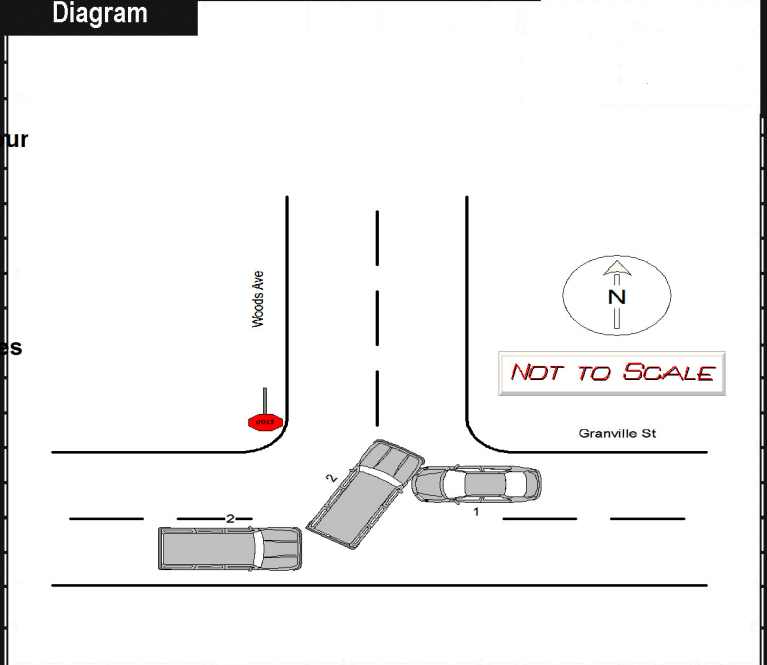 Diagram
ur
Woods Ave
N
es
NOT TO SCALE
STOP
Granville St
2
1
2